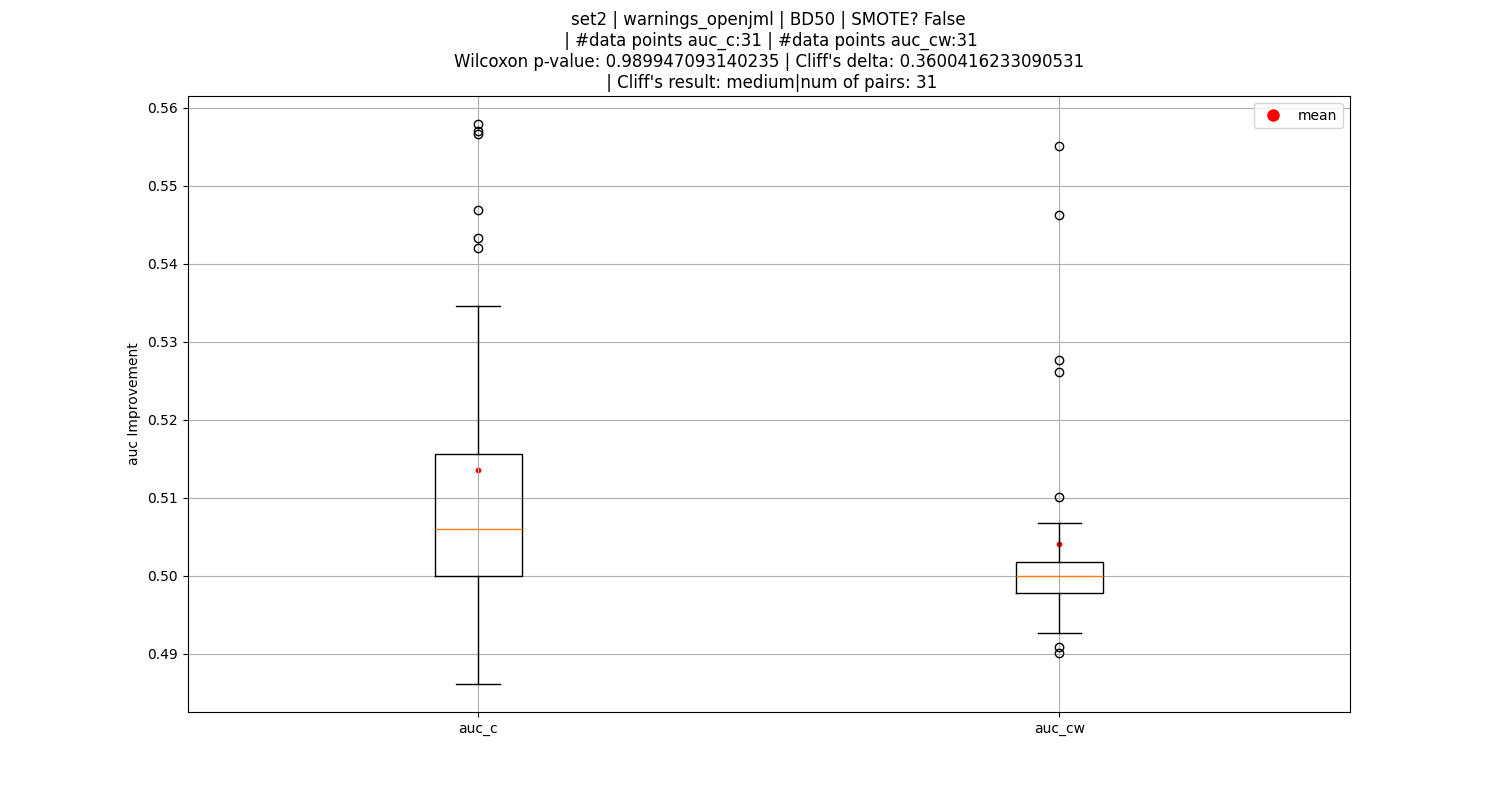 set2 | warnings_openjml | BD50 | SMOTE? False
| #data points auc_c:31 | #data points auc_cw:31
Wilcoxon p-value: 0.989947093140235 | Cliff's delta: 0.3600416233090531
| Cliff's result: medium|num of pairs: 31
mean
0.56
0.55
0.54
0.53
0.52
0.51
0.50
0.49
auc Improvement
auc_c
auc_cw